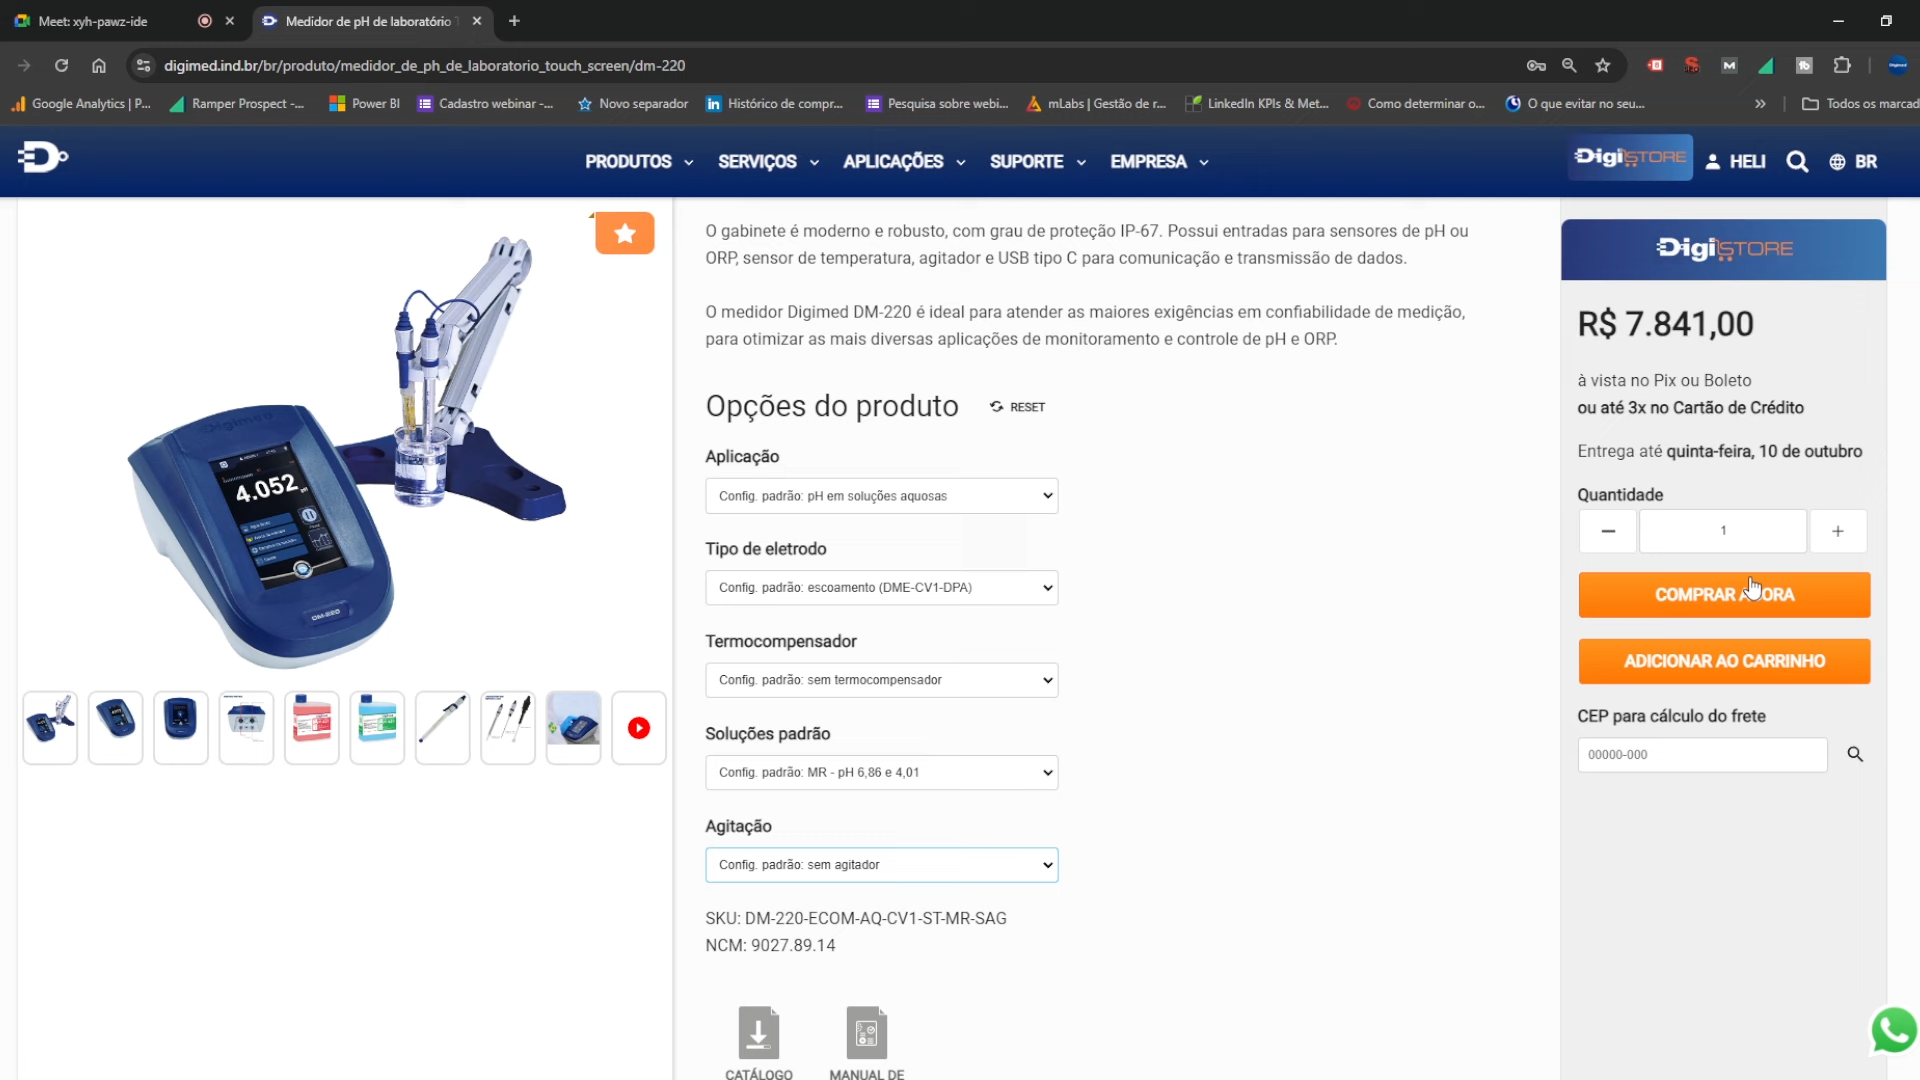 Meet: xyh-pawz-ide
Medidor de pH de laboratório T
digimed.ind.br/br/produto/medidor_de_ph_de_laboratorio_touch_screen/dm-220
Google Analytics | P...
Ramper Prospect -...
Power BI
Cadastro webinar -...
Novo separador
Histórico de compr...
Pesquisa sobre webi...
mLabs | Gestão de r...
LinkedIn KPIs & Met...
Como determinar o...
O que evitar no seu...
Todos os marcad
PRODUTOS
SERVIÇOS
APLICAÇÕES
SUPORTE
EMPRESA
DigiSTORE
HELI
BR
O gabinete é moderno e robusto, com grau de proteção IP-67. Possui entradas para sensores de pH ou
ORP, sensor de temperatura, agitador e USB tipo C para comunicação e transmissão de dados.
O medidor Digimed DM-220 é ideal para atender as maiores exigências em confiabilidade de medição,
para otimizar as mais diversas aplicações de monitoramento e controle de pH e ORP.
Opções do produto
RESET
Aplicação
Config. padrão: pH em soluções aquosas
Tipo de eletrodo
Config. padrão: escoamento (DME-CV1-DPA)
Termocompensador
Config. padrão: sem termocompensador
Soluções padrão
Config. padrão: MR - pH 6,86 e 4,01
Agitação
Config. padrão: sem agitador
SKU: DM-220-ECOM-AQ-CV1-ST-MR-SAG
NCM: 9027.89.14
CATÁLOGO
MANUAL DE
Digimed
4.052
DM-220
DigiSTORE
R$ 7.841,00
à vista no Pix ou Boleto
ou até 3x no Cartão de Crédito
Entrega até quinta-feira, 10 de outubro
Quantidade
1
COMPRAR AGORA
ADICIONAR AO CARRINHO
CEP para cálculo do frete
00000-000